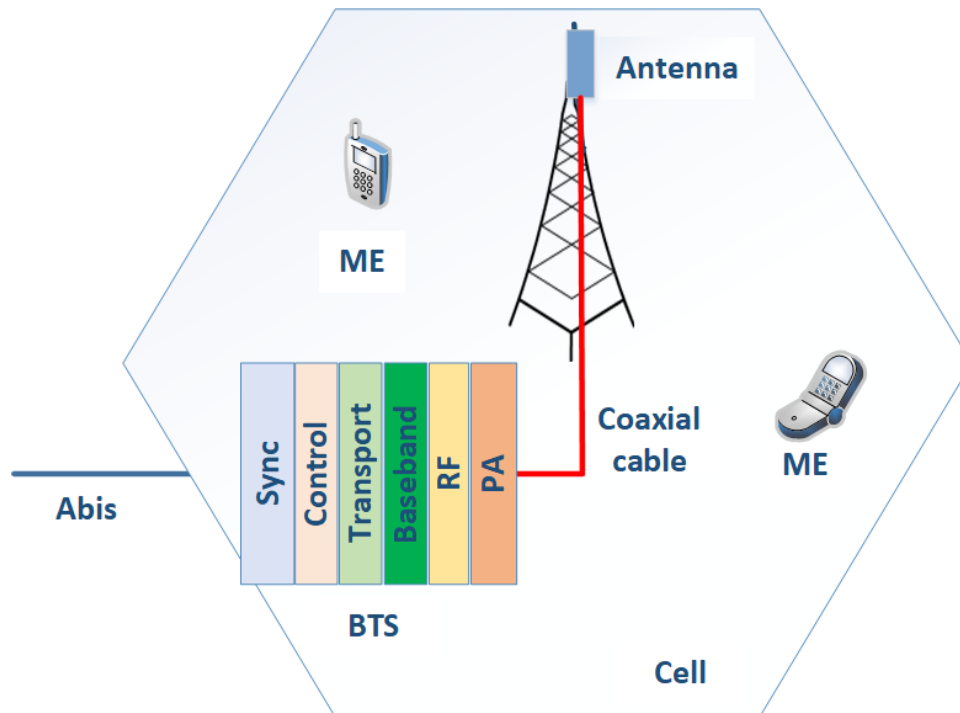 Antenna
ME
Coaxial
cable
ME
Abis
Sync
Control
Transport
Baseband
RF
PA
BTS
Cell